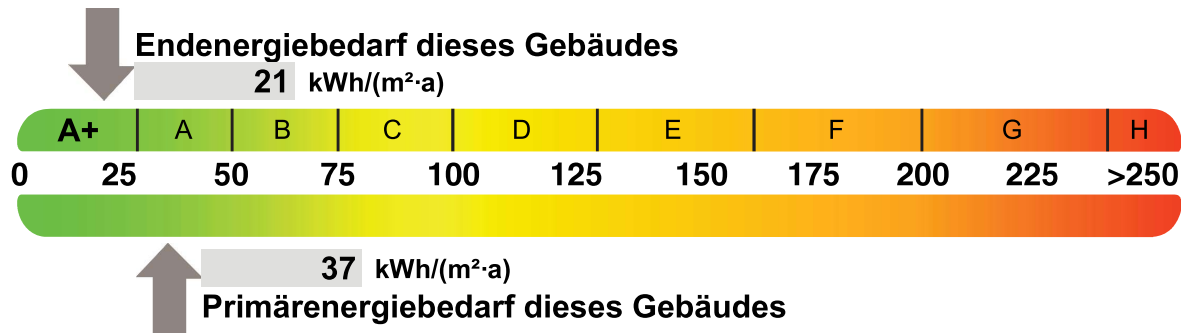 Endenergiebedarf dieses Gebäudes
21 kWh/(m²·a)
A+ A B C D E F G H
0 25 50 75 100 125 150 175 200 225 >250
37 kWh/(m²·a)
Primärenergiebedarf dieses Gebäudes